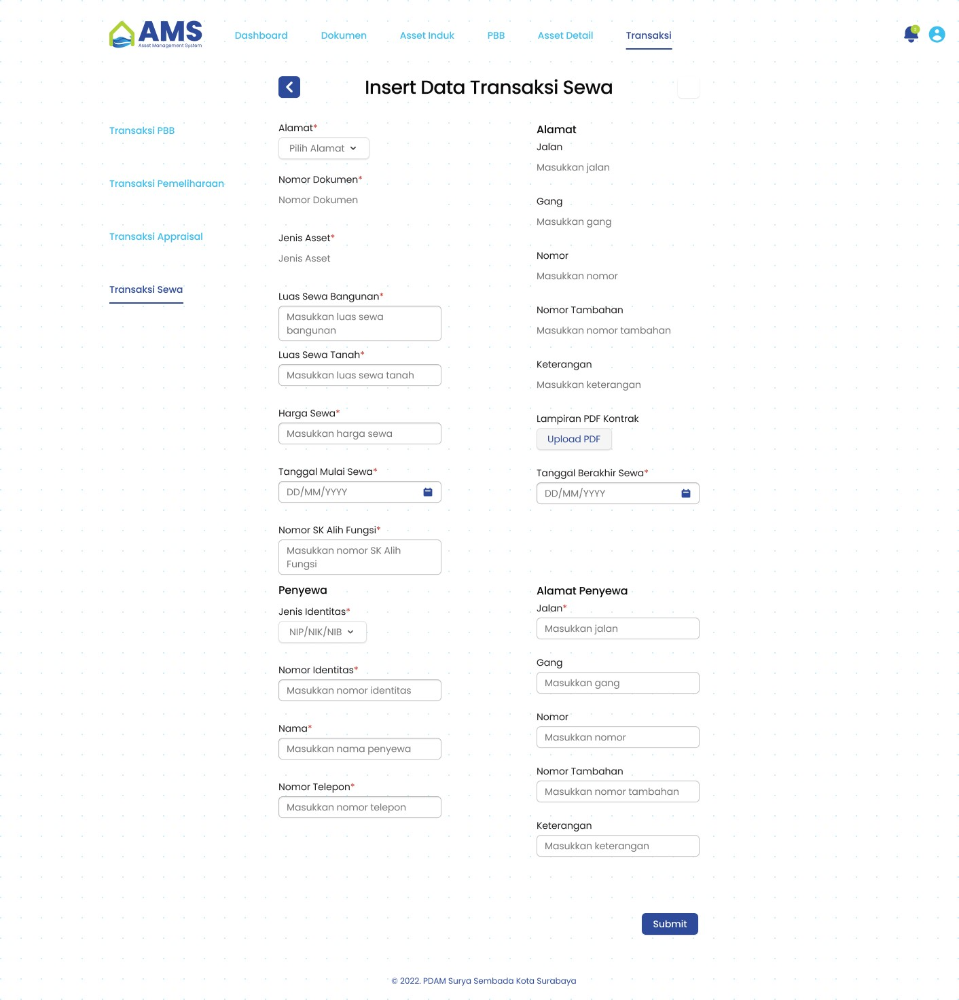 AMS
Asset Management System
Dashboard
Dokumen
Asset Induk
PBB
Asset Detail
Transaksi
2
Insert Data Transaksi Sewa
Transaksi PBB
Transaksi Pemeliharaan
Transaksi Appraisal
Transaksi Sewa
Alamat*
Pilih Alamat
Nomor Dokumen*
Nomor Dokumen
Jenis Asset*
Jenis Asset
Luas Sewa Bangunan*
Masukkan luas sewa
bangunan
Luas Sewa Tanah*
Masukkan luas sewa tanah
Harga Sewa*
Masukkan harga sewa
Tanggal Mulai Sewa*
DD/MM/YYYY
Nomor SK Alih Fungsi*
Masukkan nomor SK Alih
Fungsi
Alamat
Jalan
Masukkan jalan
Gang
Masukkan gang
Nomor
Masukkan nomor
Nomor Tambahan
Masukkan nomor tambahan
Keterangan
Masukkan keterangan
Lampiran PDF Kontrak
Upload PDF
Tanggal Berakhir Sewa*
DD/MM/YYYY
Penyewa
Jenis Identitas*
NIP/NIK/NIB
Nomor Identitas*
Masukkan nomor identitas
Nama*
Masukkan nama penyewa
Nomor Telepon*
Masukkan nomor telepon
Alamat Penyewa
Jalan*
Masukkan jalan
Gang
Masukkan gang
Nomor
Masukkan nomor
Nomor Tambahan
Masukkan nomor tambahan
Keterangan
Masukkan keterangan
Submit
© 2022. PDAM Surya Sembada Kota Surabaya